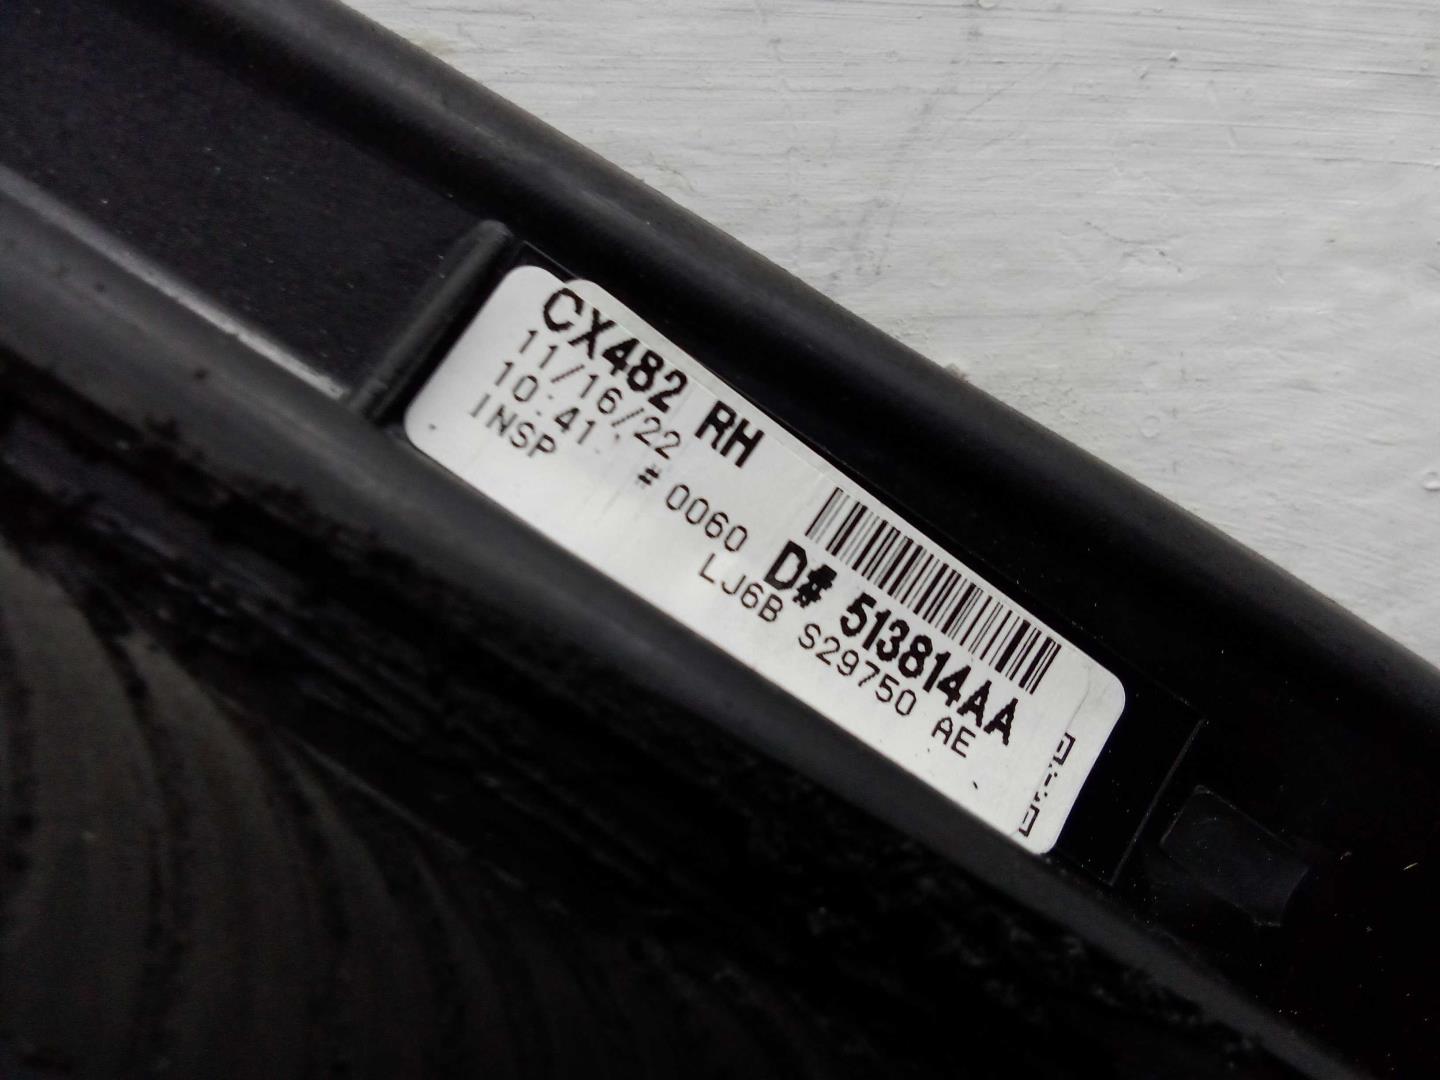 CX482 RH
11/16/22
10:41 # 0060 D# 513814AA
INSP LJ6B S29750 AE